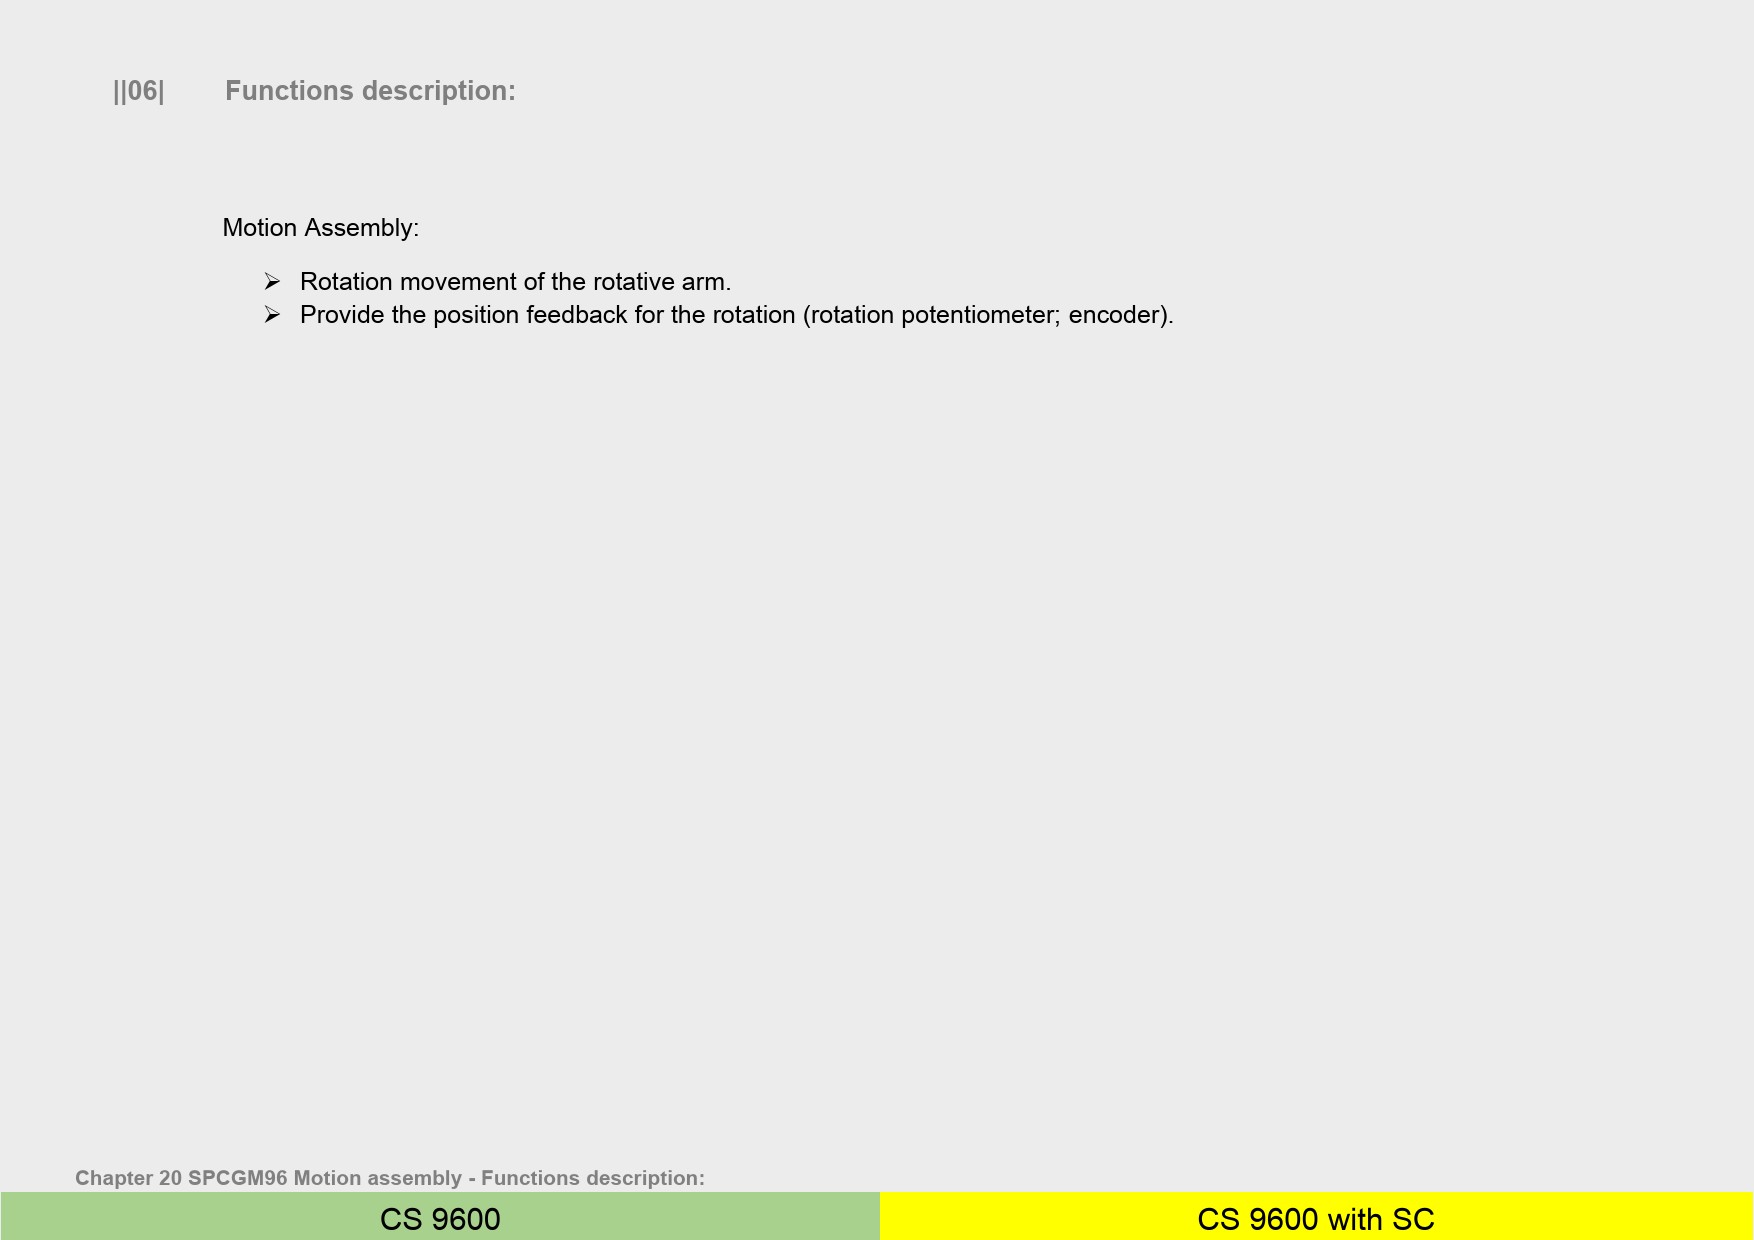 ||06| Functions description:
Motion Assembly:
➢ Rotation movement of the rotative arm.
➢ Provide the position feedback for the rotation (rotation potentiometer; encoder).
Chapter 20 SPCGM96 Motion assembly - Functions description:
CS 9600
CS 9600 with SC